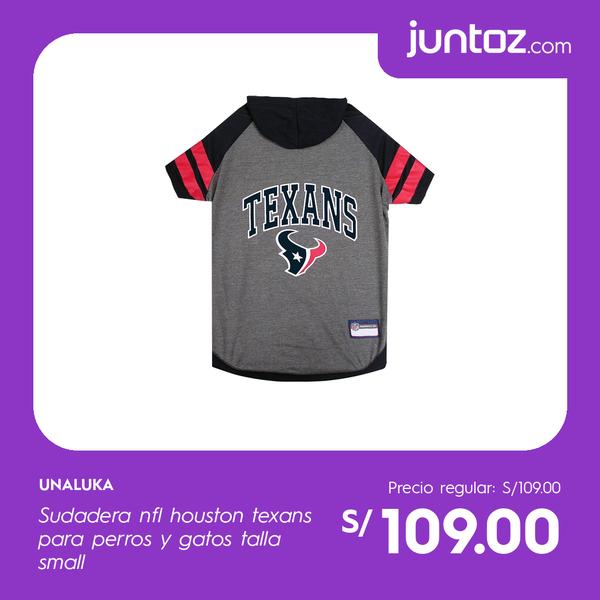 juntoz.com
TEXANS
UNALUKA
Sudadera nfl houston texans
para perros y gatos talla
small
Precio regular: S/109.00
S/ 109.00